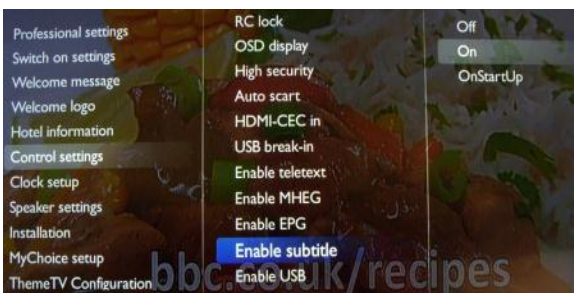 Professional settings
Switch on settings
Welcome message
Welcome logo
Hotel information
Control settings
Clock setup
Speaker settings
Installation
MyChoice setup
ThemeTV Configuration
RC lock
OSD display
High security
Auto scart
HDMI-CEC in
USB break-in
Enable teletext
Enable MHEG
Enable EPG
Enable subtitle
Enable USB
Off
On
OnStartUp
bbc.co.uk/recipes